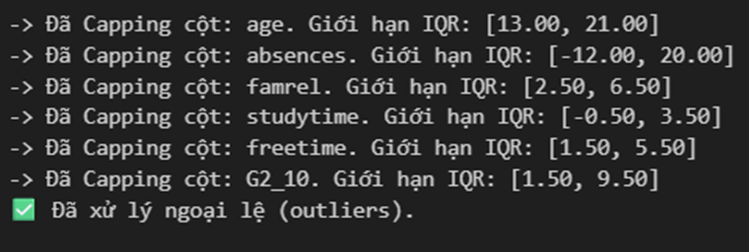 -> Đã Capping cột: age. Giới hạn IQR: [13.00, 21.00]
-> Đã Capping cột: absences. Giới hạn IQR: [-12.00, 20.00]
-> Đã Capping cột: famrel. Giới hạn IQR: [2.50, 6.50]
-> Đã Capping cột: studytime. Giới hạn IQR: [-0.50, 3.50]
-> Đã Capping cột: freetime. Giới hạn IQR: [1.50, 5.50]
-> Đã Capping cột: G2_10. Giới hạn IQR: [1.50, 9.50]
✅ Đã xử lý ngoại lệ (outliers).